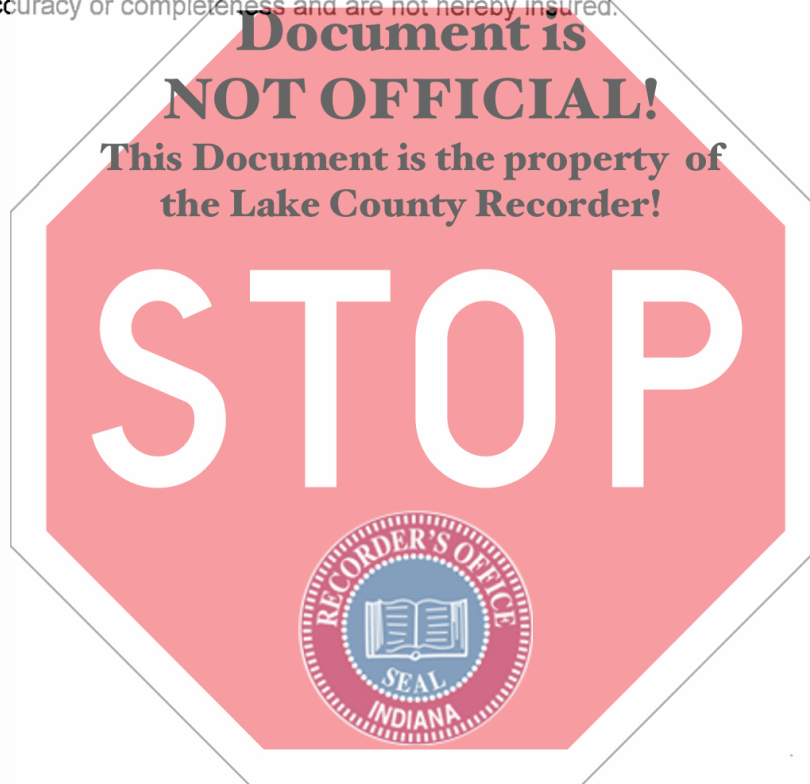 ccuracy or completeness and are not hereby insured.
Document is
NOT OFFICIAL!
This Document is the property of
the Lake County Recorder!
STOP
RECORDER'S OFFICE
SEAL
INDIANA